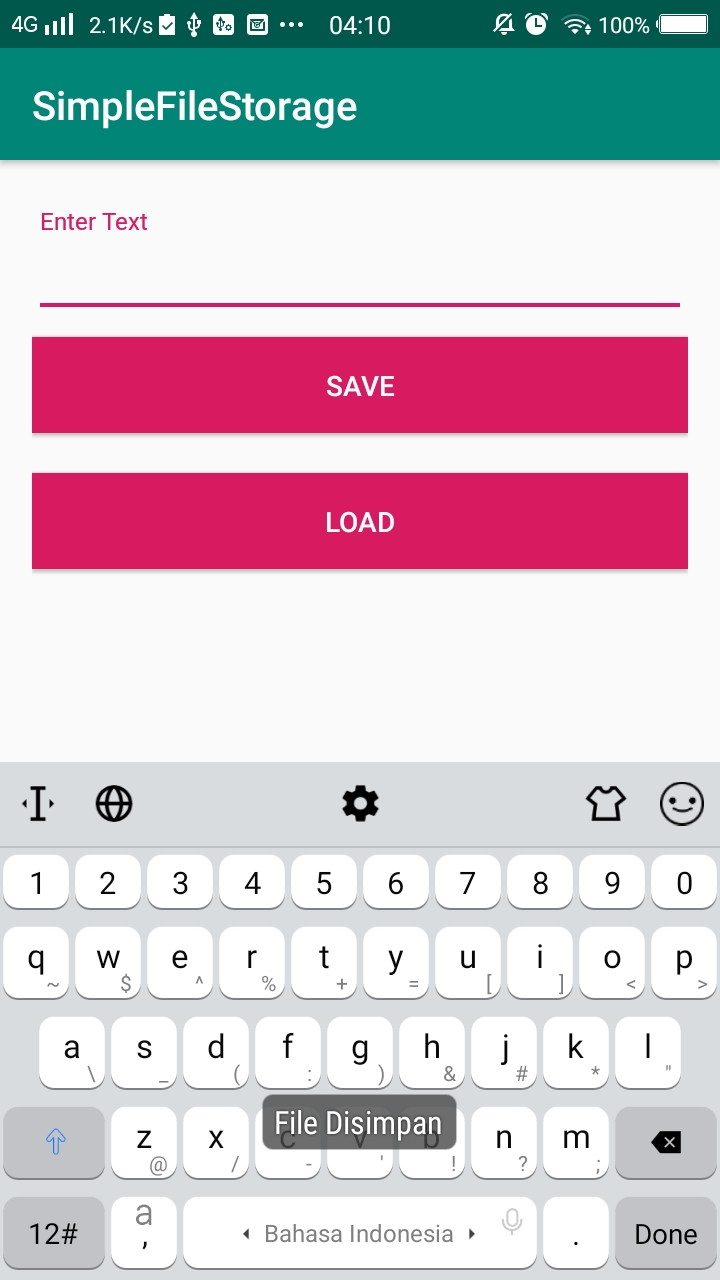 4G 2.1K/s ··· 04:10 100%
SimpleFileStorage
Enter Text
SAVE
LOAD
1 2 3 4 5 6 7 8 9 0
q w e r t y u i o p
~ $ ^ % + = [ ] < >
a s d f g h j k l
\ _ ( : ) & # * "
File Disimpan
z x c v b n m
@ / - ' ! ? ;
12# a , Bahasa Indonesia . Done